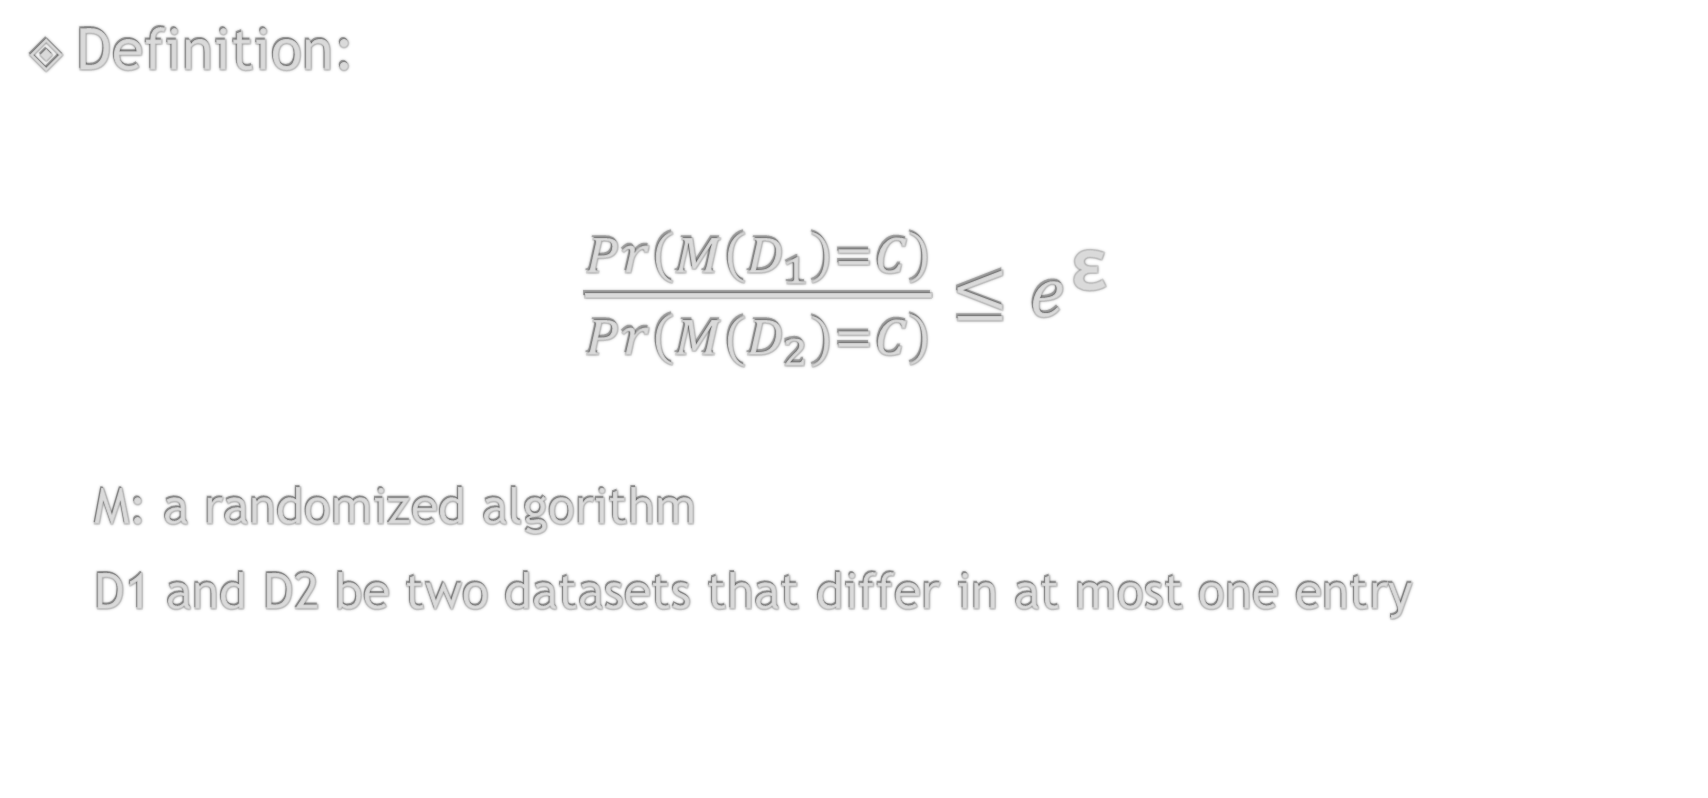 Definition:
Pr(M(D₁)=C)
Pr(M(D₂)=C)
≤ e^ε
M: a randomized algorithm
D1 and D2 be two datasets that differ in at most one entry